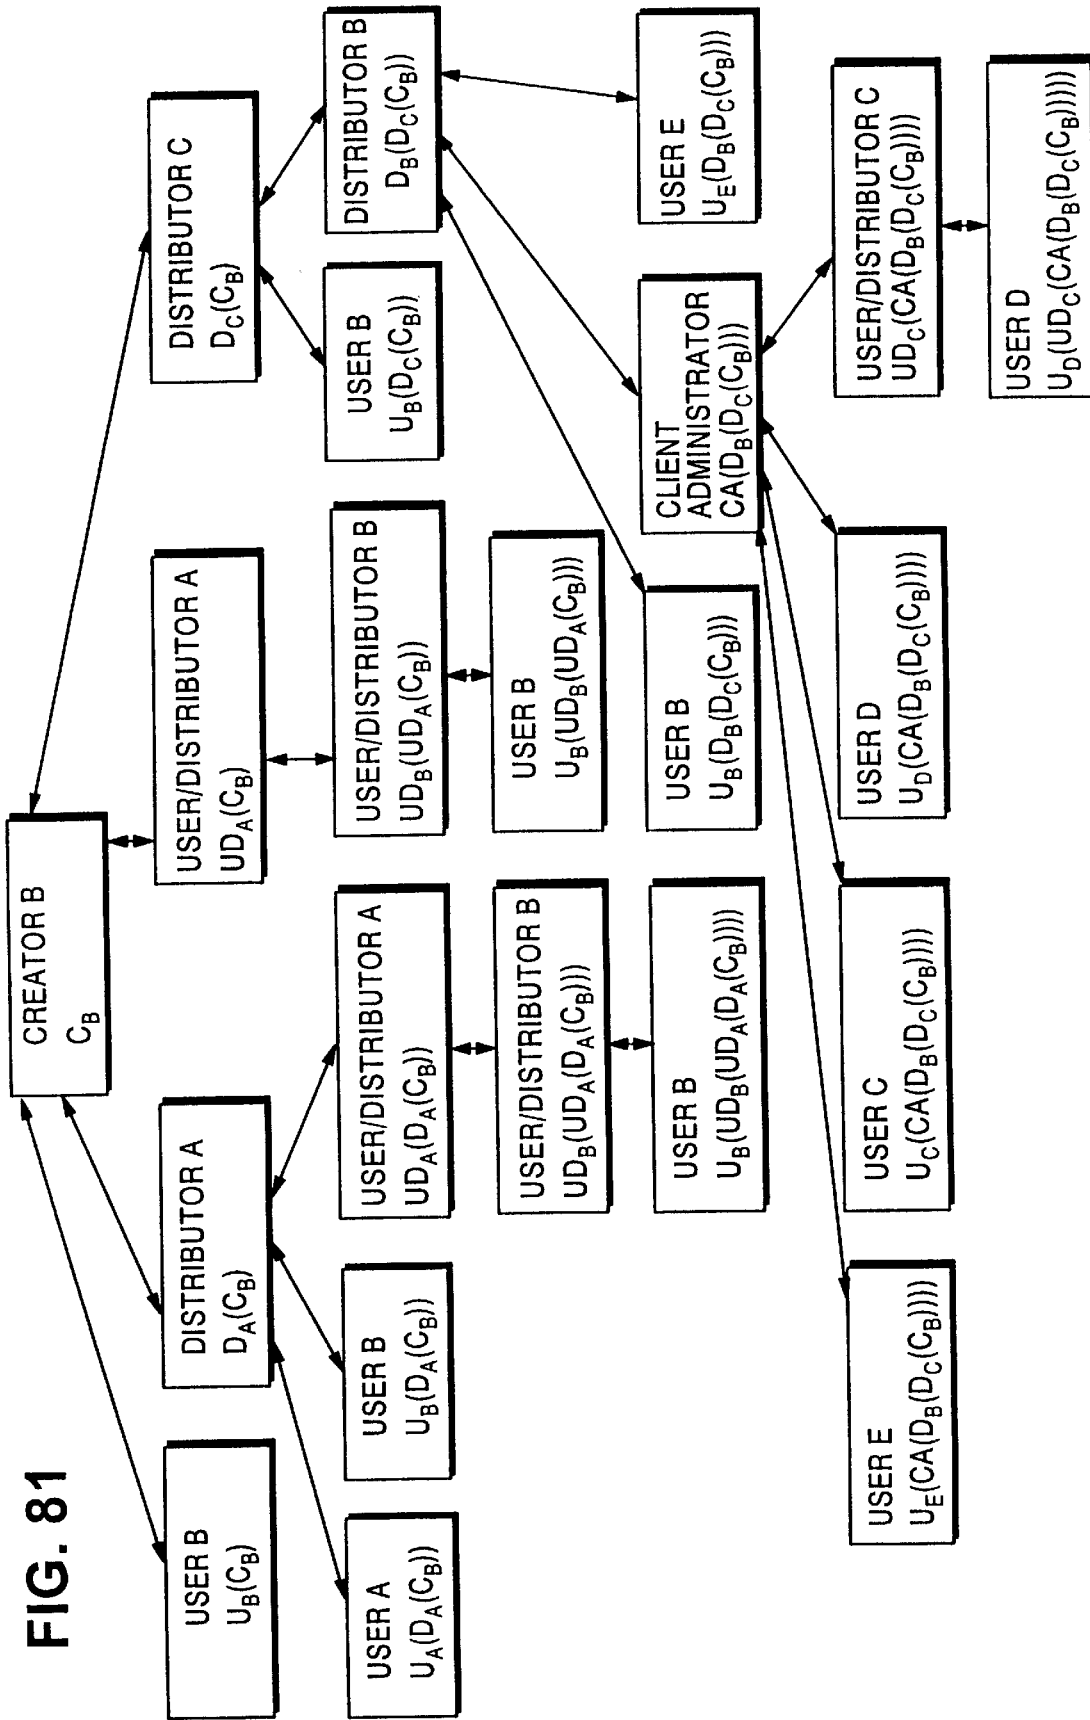 FIG. 81
CREATOR B
C_B
USER B
U_B(C_B)
DISTRIBUTOR A
D_A(C_B)
USER/DISTRIBUTOR A
UD_A(C_B)
DISTRIBUTOR C
D_C(C_B)
USER A
U_A(D_A(C_B))
USER B
U_B(D_A(C_B))
USER/DISTRIBUTOR A
UD_A(D_A(C_B))
USER/DISTRIBUTOR B
UD_B(UD_A(C_B))
USER B
U_B(D_C(C_B))
DISTRIBUTOR B
D_B(D_C(C_B))
USER/DISTRIBUTOR B
UD_B(UD_A(D_A(C_B)))
USER B
U_B(UD_B(UD_A(C_B)))
USER B
U_B(UD_B(UD_A(D_A(C_B))))
USER B
U_B(D_B(D_C(C_B)))
CLIENT
ADMINISTRATOR
CA(D_B(D_C(C_B)))
USER E
U_E(D_B(D_C(C_B)))
USER E
U_E(CA(D_B(D_C(C_B))))
USER C
U_C(CA(D_B(D_C(C_B))))
USER D
U_D(CA(D_B(D_C(C_B))))
USER/DISTRIBUTOR C
UD_C(CA(D_B(D_C(C_B))))
USER D
U_D(UD_C(CA(D_B(D_C(C_B)))))